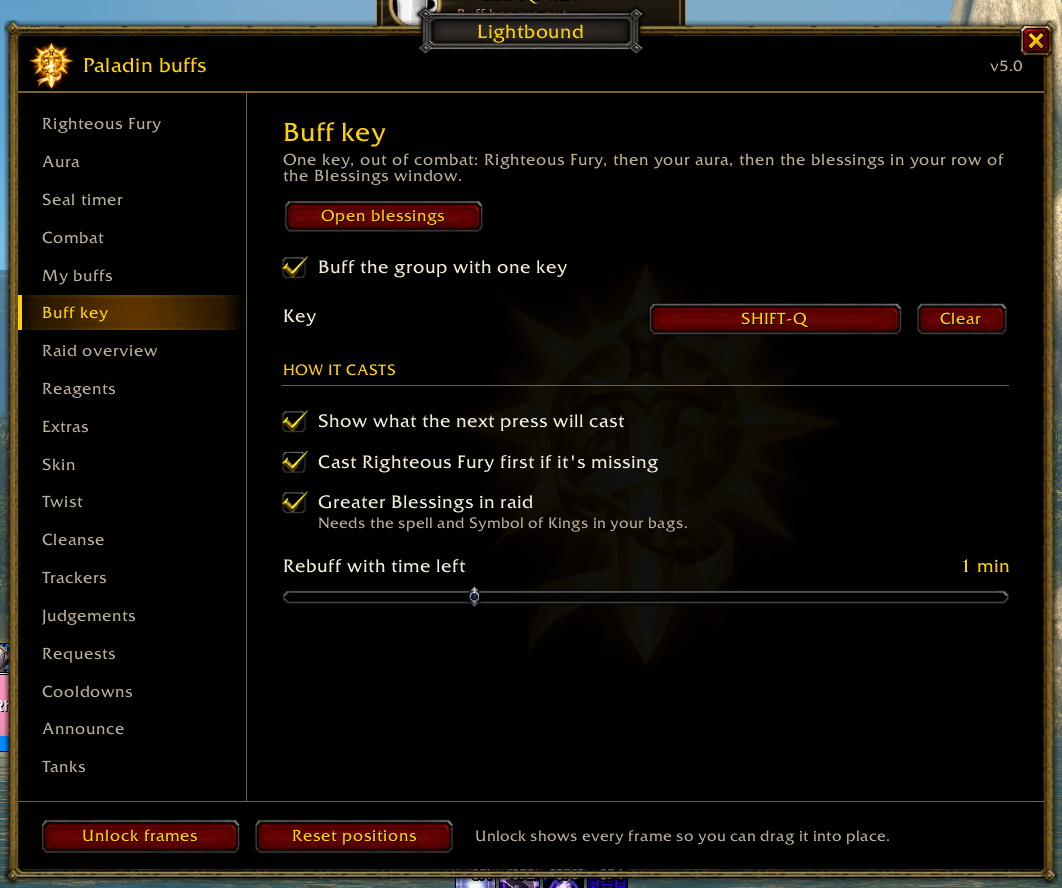 Lightbound
Paladin buffs
v5.0
Righteous Fury
Aura
Seal timer
Combat
My buffs
Buff key
Raid overview
Reagents
Extras
Skin
Twist
Cleanse
Trackers
Judgements
Requests
Cooldowns
Announce
Tanks
Buff key
One key, out of combat: Righteous Fury, then your aura, then the blessings in your row of
the Blessings window.
Open blessings
Buff the group with one key
Key
SHIFT-Q
Clear
HOW IT CASTS
Show what the next press will cast
Cast Righteous Fury first if it's missing
Greater Blessings in raid
Needs the spell and Symbol of Kings in your bags.
Rebuff with time left
1 min
Unlock frames
Reset positions
Unlock shows every frame so you can drag it into place.